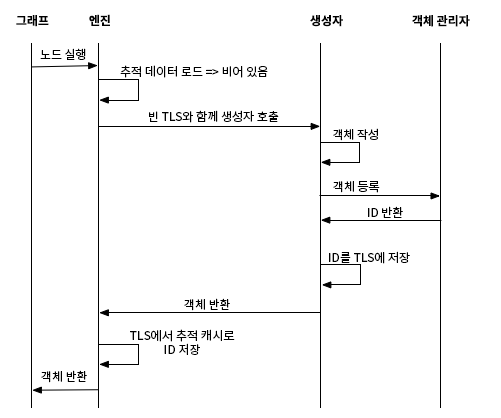 그래프 엔진 생성자 객체 관리자
노드 실행
추적 데이터 로드 => 비어 있음
빈 TLS와 함께 생성자 호출
객체 작성
객체 등록
ID 반환
ID를 TLS에 저장
객체 반환
TLS에서 추적 캐시로
ID 저장
객체 반환